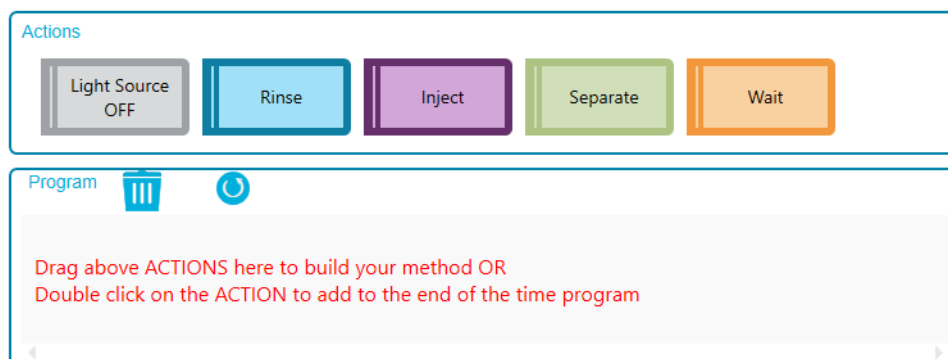 Actions
Light Source
OFF
Rinse
Inject
Separate
Wait
Program
Drag above ACTIONS here to build your method OR
Double click on the ACTION to add to the end of the time program